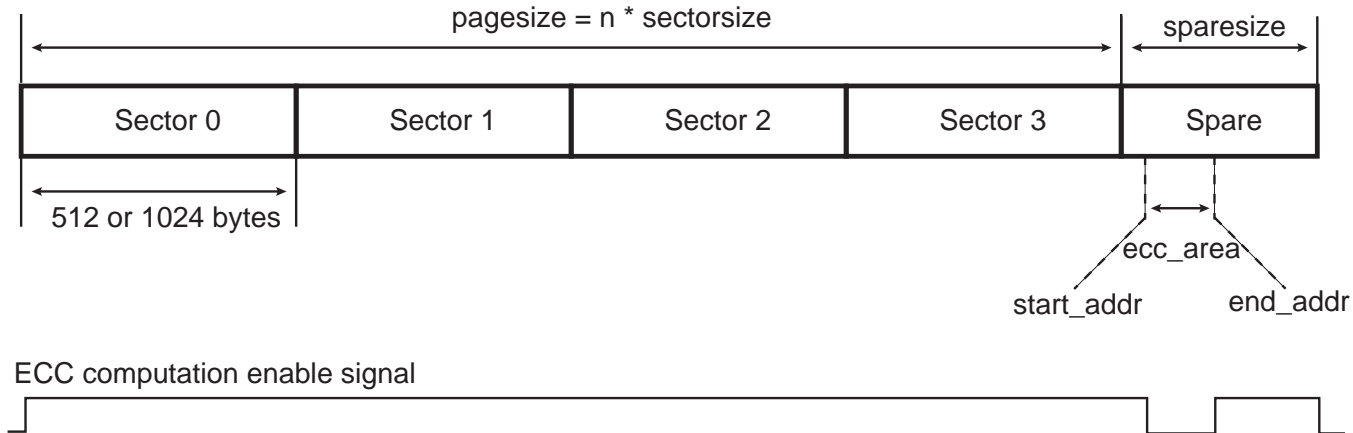 pagesize = n * sectorsize
sparesize
Sector 0
Sector 1
Sector 2
Sector 3
Spare
512 or 1024 bytes
ecc_area
start_addr
end_addr
ECC computation enable signal